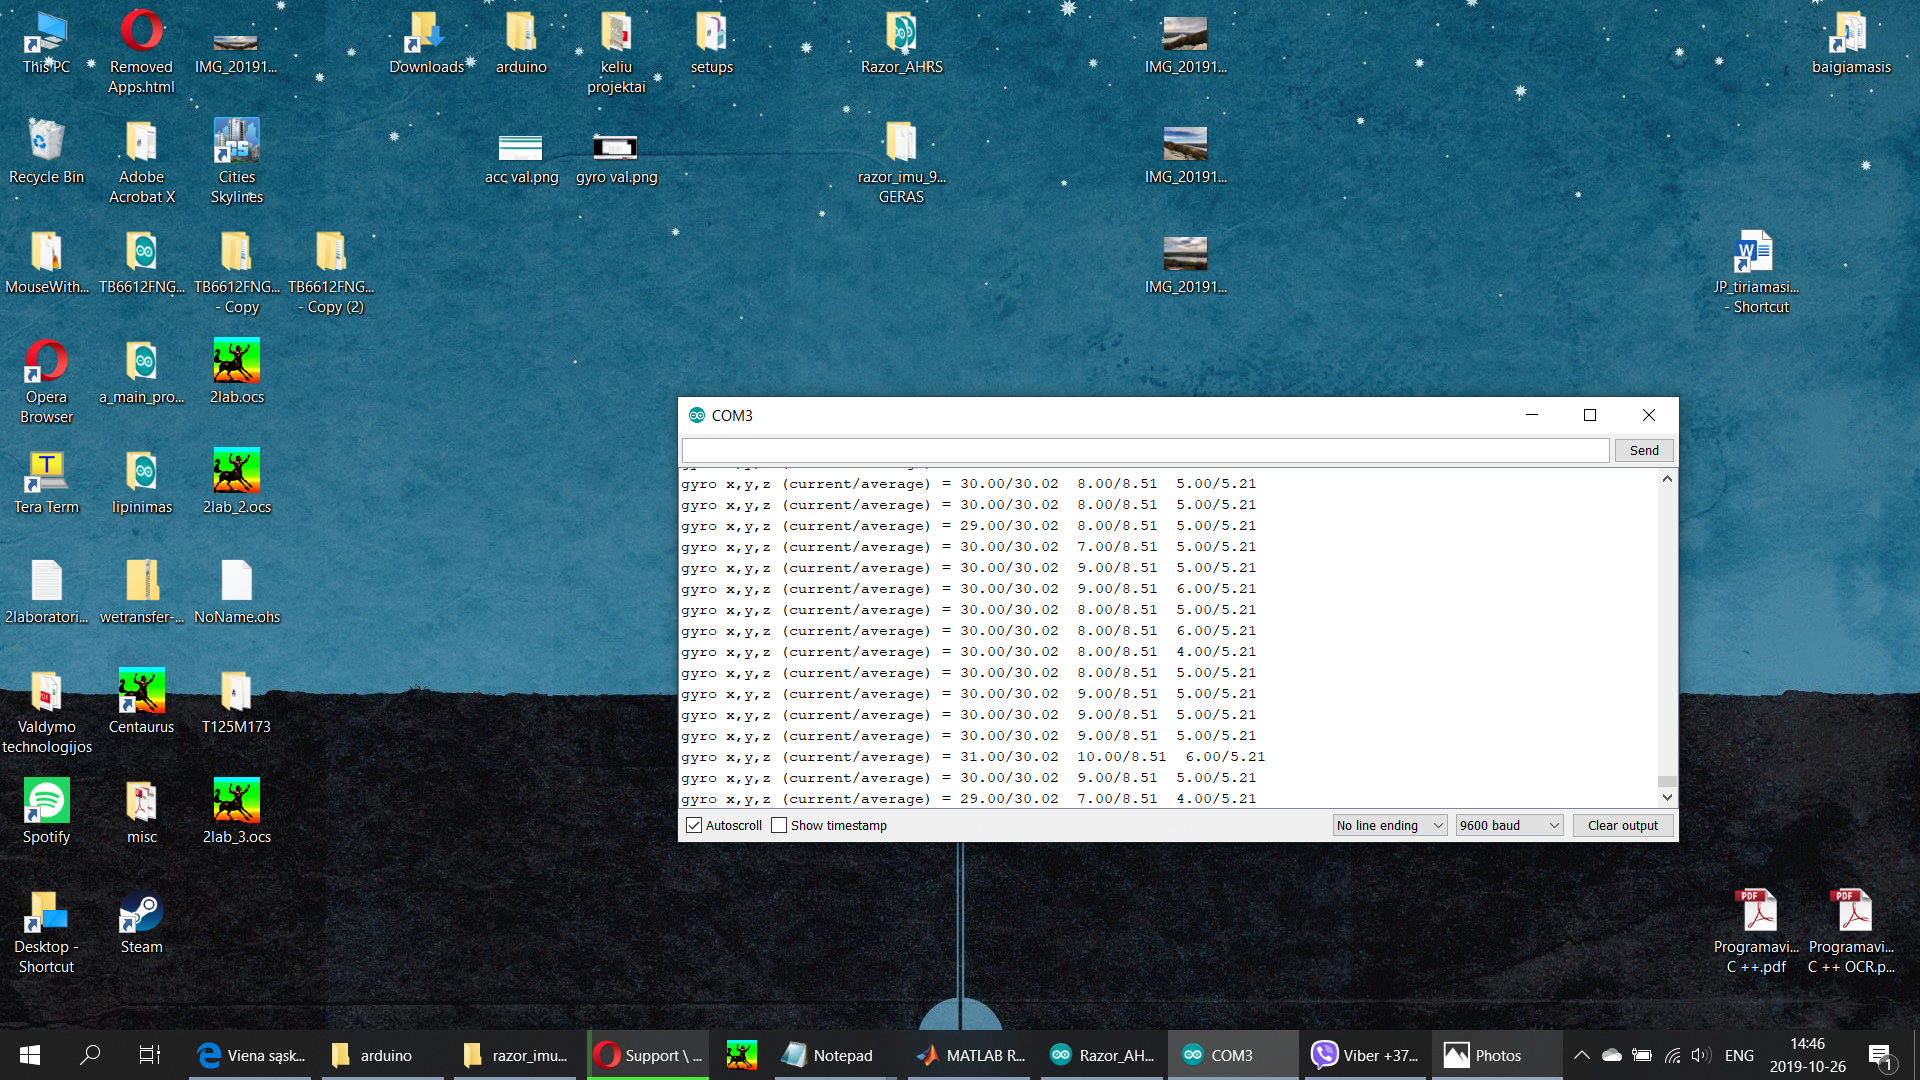 This PC
Removed
Apps.html
IMG_20191...
Downloads
arduino
keliu
projektai
setups
Razor_AHRS
IMG_20191...
baigiamasis
Recycle Bin
Adobe
Acrobat X
Cities
Skylines
acc val.png
gyro val.png
razor_imu_9...
GERAS
IMG_20191...
MouseWith...
TB6612FNG...
TB6612FNG...
- Copy
TB6612FNG...
- Copy (2)
IMG_20191...
JP_tiriamasi...
- Shortcut
Opera
Browser
a_main_pro...
2lab.ocs
Tera Term
lipinimas
2lab_2.ocs
2laboratori...
wetransfer-...
NoName.ohs
Valdymo
technologijos
Centaurus
T125M173
Spotify
misc
2lab_3.ocs
Desktop -
Shortcut
Steam
Programavi...
C ++.pdf
Programavi...
C ++ OCR.p...
COM3
Send
gyro x,y,z (current/average) = 30.00/30.02  8.00/8.51  5.00/5.21
gyro x,y,z (current/average) = 30.00/30.02  8.00/8.51  5.00/5.21
gyro x,y,z (current/average) = 29.00/30.02  8.00/8.51  5.00/5.21
gyro x,y,z (current/average) = 30.00/30.02  7.00/8.51  5.00/5.21
gyro x,y,z (current/average) = 30.00/30.02  9.00/8.51  5.00/5.21
gyro x,y,z (current/average) = 30.00/30.02  9.00/8.51  6.00/5.21
gyro x,y,z (current/average) = 30.00/30.02  8.00/8.51  5.00/5.21
gyro x,y,z (current/average) = 30.00/30.02  8.00/8.51  6.00/5.21
gyro x,y,z (current/average) = 30.00/30.02  8.00/8.51  4.00/5.21
gyro x,y,z (current/average) = 30.00/30.02  8.00/8.51  5.00/5.21
gyro x,y,z (current/average) = 30.00/30.02  9.00/8.51  5.00/5.21
gyro x,y,z (current/average) = 30.00/30.02  9.00/8.51  5.00/5.21
gyro x,y,z (current/average) = 30.00/30.02  9.00/8.51  5.00/5.21
gyro x,y,z (current/average) = 31.00/30.02  10.00/8.51  6.00/5.21
gyro x,y,z (current/average) = 30.00/30.02  9.00/8.51  5.00/5.21
gyro x,y,z (current/average) = 29.00/30.02  7.00/8.51  4.00/5.21
Autoscroll
Show timestamp
No line ending
9600 baud
Clear output
Viena sąsk...
arduino
razor_imu...
Support \ ...
Notepad
MATLAB R...
Razor_AH...
COM3
Viber +37...
Photos
ENG
14:46
2019-10-26
1